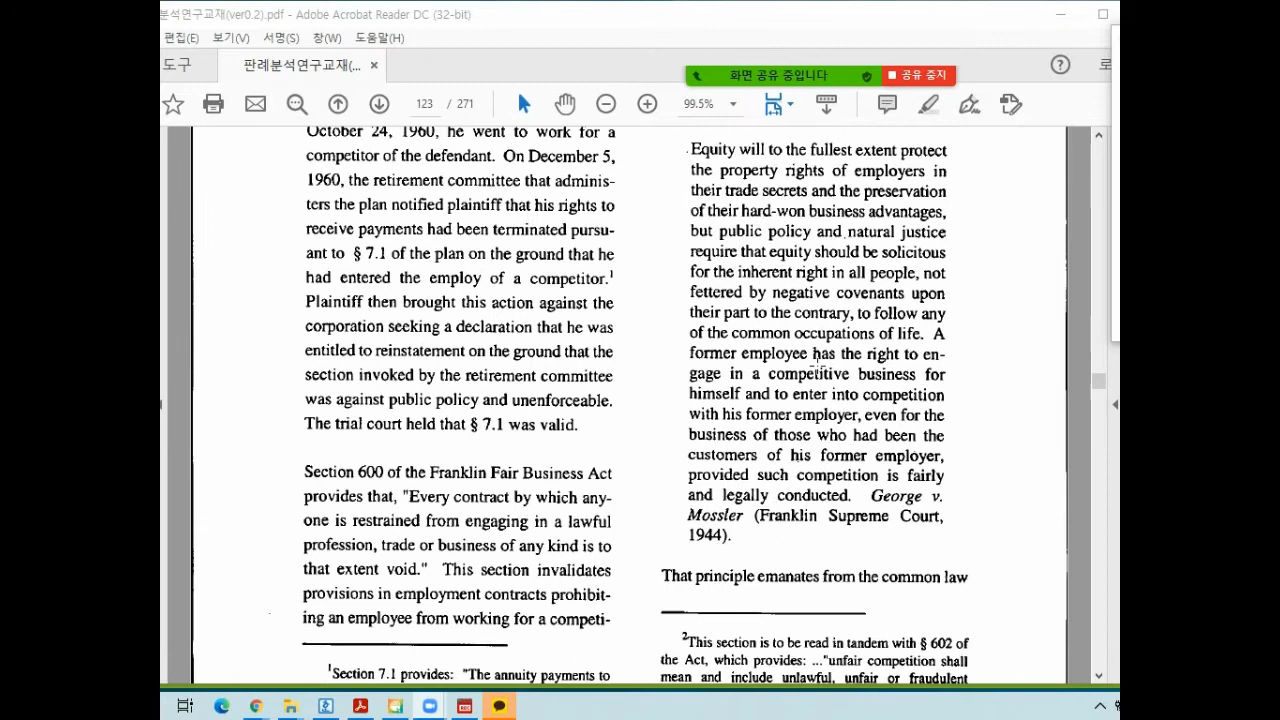 분석연구교재(ver0.2).pdf - Adobe Acrobat Reader DC (32-bit)
편집(E) 보기(V) 서명(S) 창(W) 도움말(H)
도구 판례분석연구교재(... ×
화면 공유 중입니다 공유 중지
로
123 / 271 99.5%
October 24, 1960, he went to work for a
competitor of the defendant. On December 5,
1960, the retirement committee that adminis-
ters the plan notified plaintiff that his rights to
receive payments had been terminated pursu-
ant to § 7.1 of the plan on the ground that he
had entered the employ of a competitor.1
Plaintiff then brought this action against the
corporation seeking a declaration that he was
entitled to reinstatement on the ground that the
section invoked by the retirement committee
was against public policy and unenforceable.
The trial court held that § 7.1 was valid.
Section 600 of the Franklin Fair Business Act
provides that, "Every contract by which any-
one is restrained from engaging in a lawful
profession, trade or business of any kind is to
that extent void." This section invalidates
provisions in employment contracts prohibit-
ing an employee from working for a competi-
1Section 7.1 provides: "The annuity payments to
Equity will to the fullest extent protect
the property rights of employers in
their trade secrets and the preservation
of their hard-won business advantages,
but public policy and natural justice
require that equity should be solicitous
for the inherent right in all people, not
fettered by negative covenants upon
their part to the contrary, to follow any
of the common occupations of life. A
former employee has the right to en-
gage in a competitive business for
himself and to enter into competition
with his former employer, even for the
business of those who had been the
customers of his former employer,
provided such competition is fairly
and legally conducted. George v.
Mossler (Franklin Supreme Court,
1944).
That principle emanates from the common law
2This section is to be read in tandem with § 602 of
the Act, which provides: ..."unfair competition shall
mean and include unlawful, unfair or fraudulent